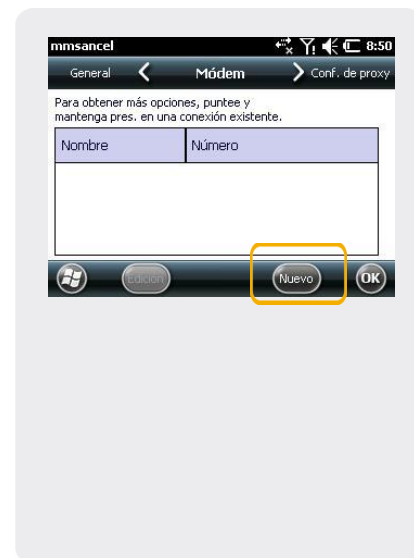 mmsancel 8:50
General Módem Conf. de proxy
Para obtener más opciones, puntee y
mantenga pres. en una conexión existente.
Nombre Número
Edición Nuevo OK